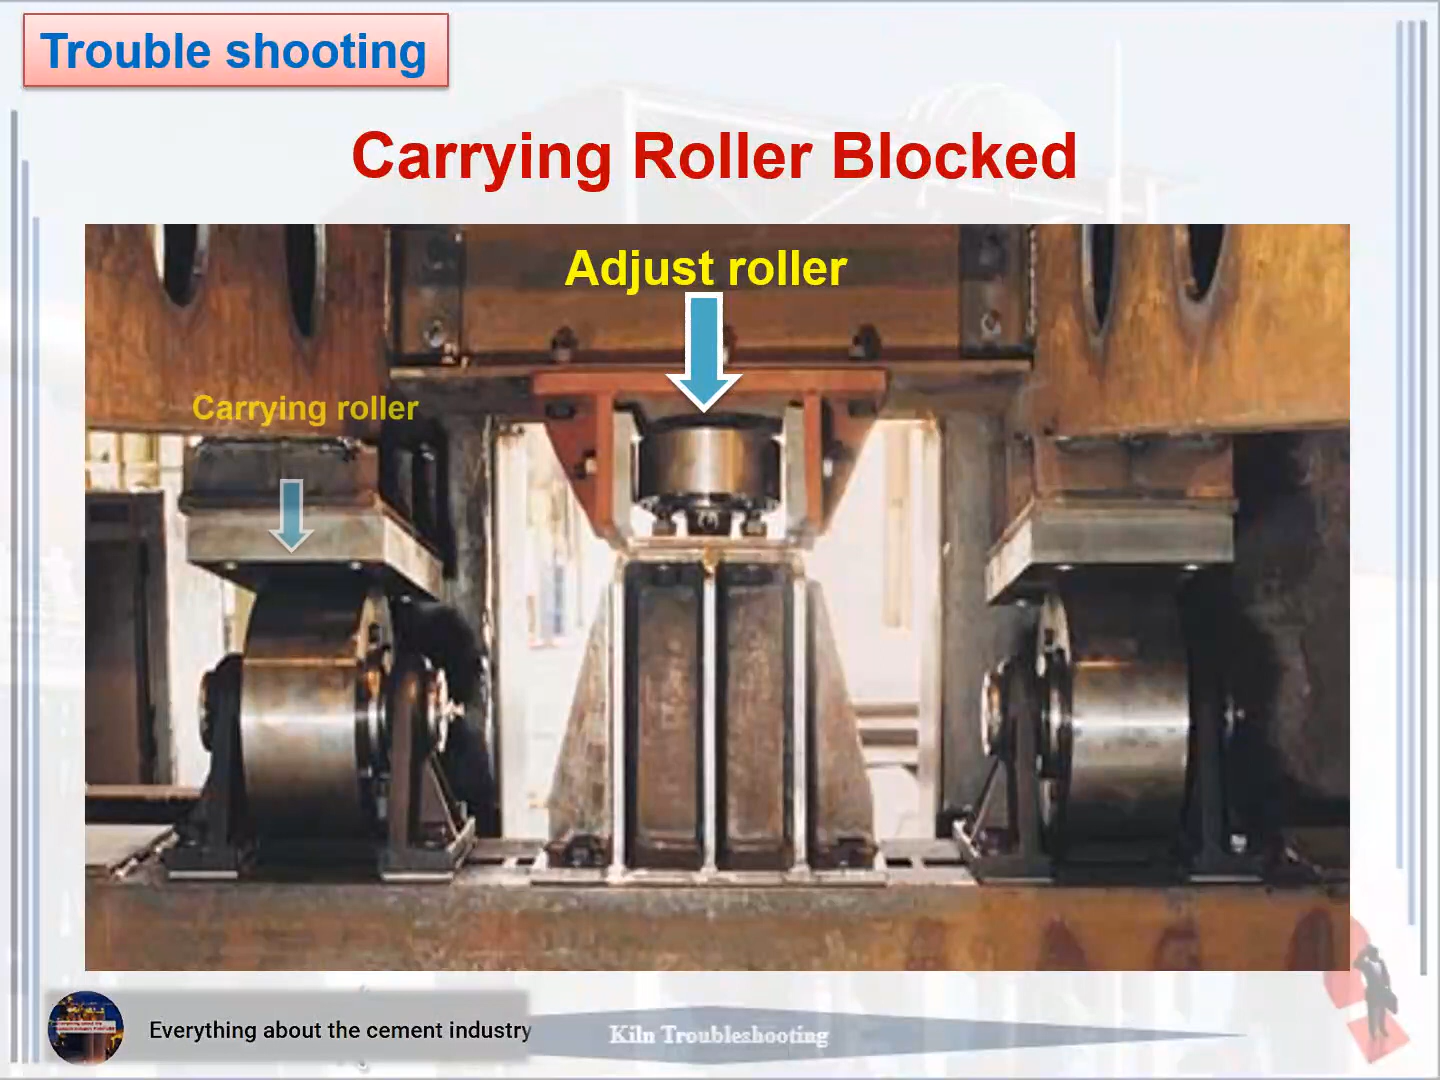 Trouble shooting
Carrying Roller Blocked
Adjust roller
Carrying roller
Everything about the cement industry
Kiln Troubleshooting